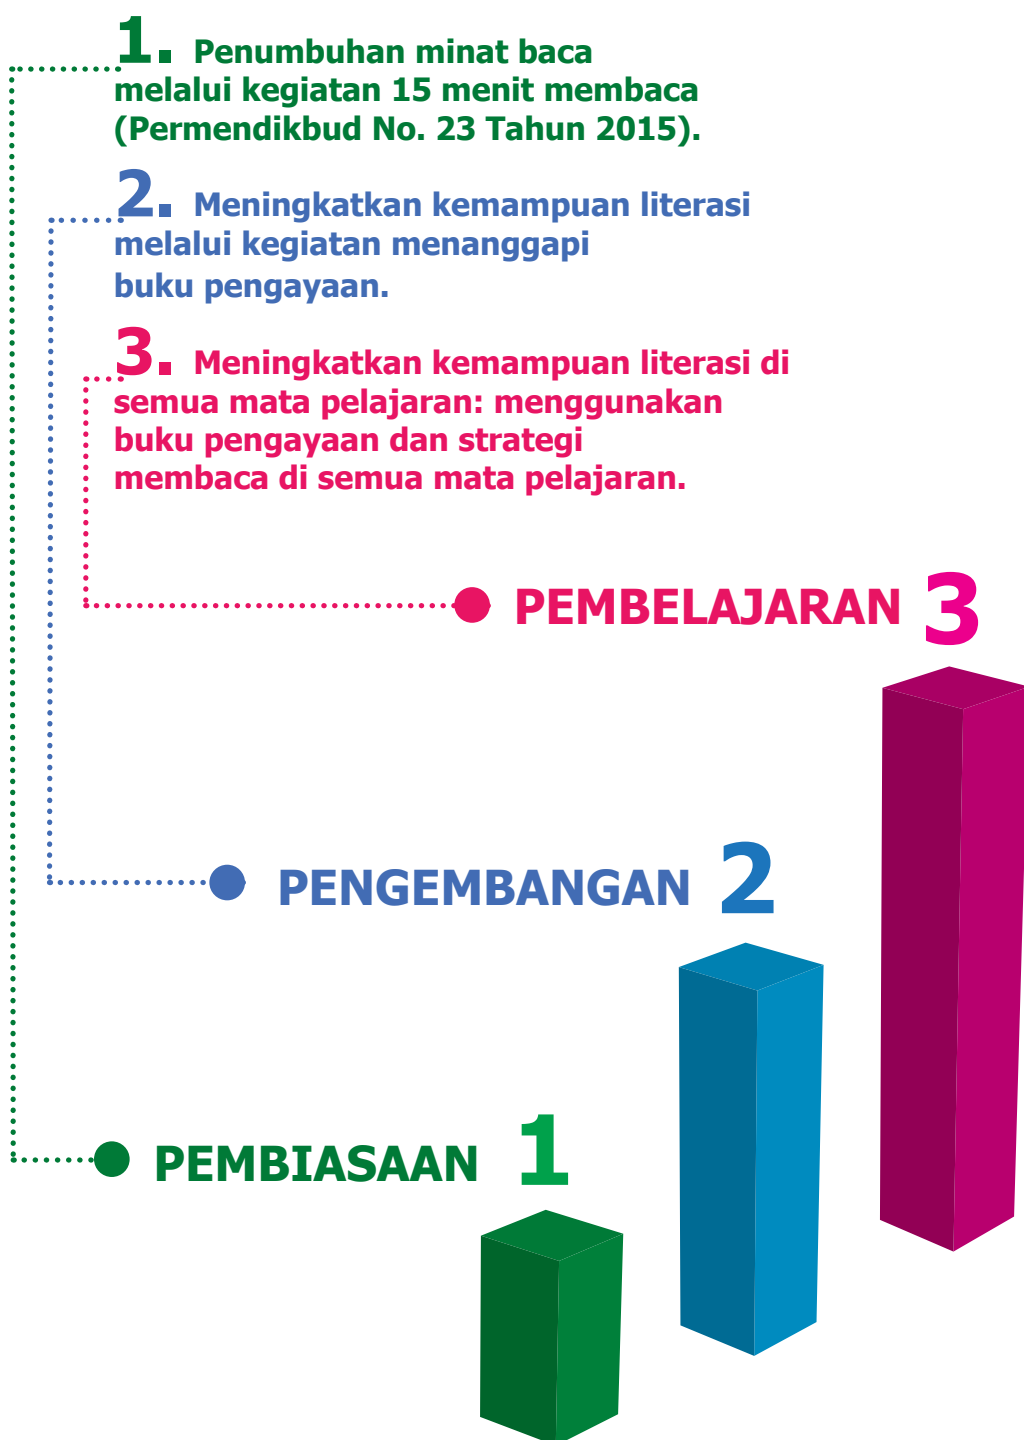 1. Penumbuhan minat baca
melalui kegiatan 15 menit membaca
(Permendikbud No. 23 Tahun 2015).
2. Meningkatkan kemampuan literasi
melalui kegiatan menanggapi
buku pengayaan.
3. Meningkatkan kemampuan literasi di
semua mata pelajaran: menggunakan
buku pengayaan dan strategi
membaca di semua mata pelajaran.
PEMBELAJARAN 3
PENGEMBANGAN 2
PEMBIASAAN 1